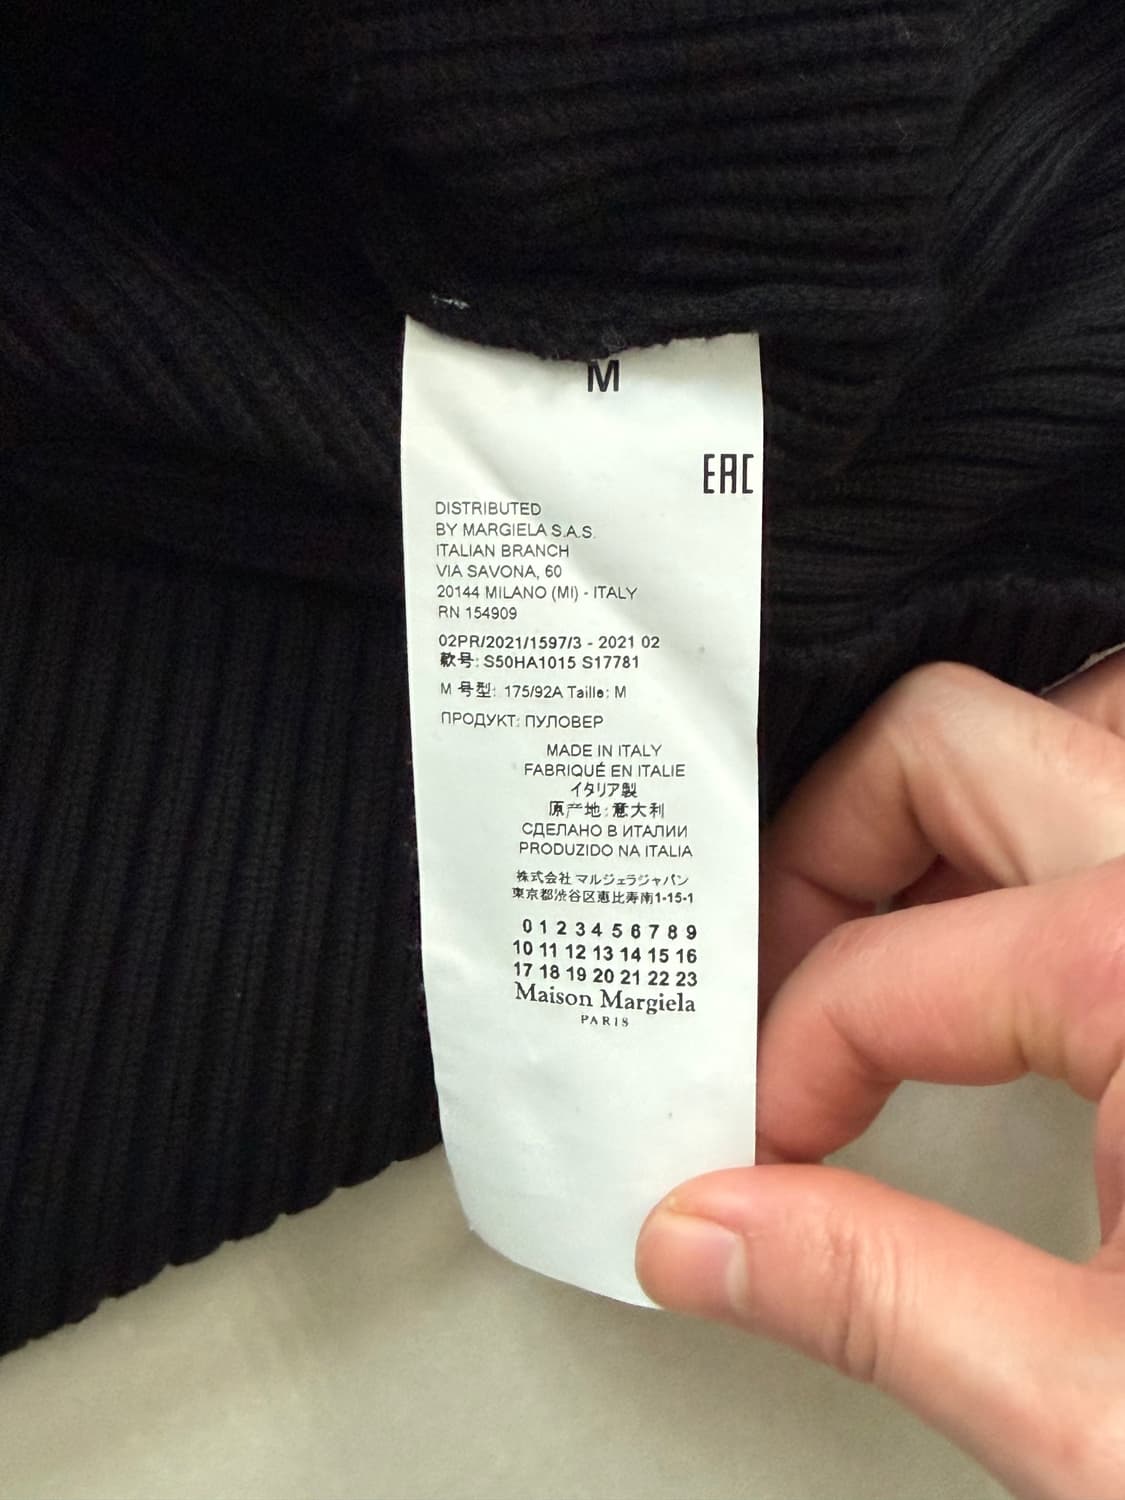 M
EAC
DISTRIBUTED
BY MARGIELA S.A.S.
ITALIAN BRANCH
VIA SAVONA, 60
20144 MILANO (MI) - ITALY
RN 154909
02PR/2021/1597/3 - 2021 02
款号: S50HA1015 S17781
M 号型: 175/92A Taille: M
ПРОДУКТ: ПУЛОВЕР
MADE IN ITALY
FABRIQUÉ EN ITALIE
イタリア製
原产地: 意大利
СДЕЛАНО В ИТАЛИИ
PRODUZIDO NA ITALIA
株式会社 マルジェラジャパン
東京都渋谷区恵比寿南1-15-1
0 1 2 3 4 5 6 7 8 9
10 11 12 13 14 15 16
17 18 19 20 21 22 23
Maison Margiela
PARIS